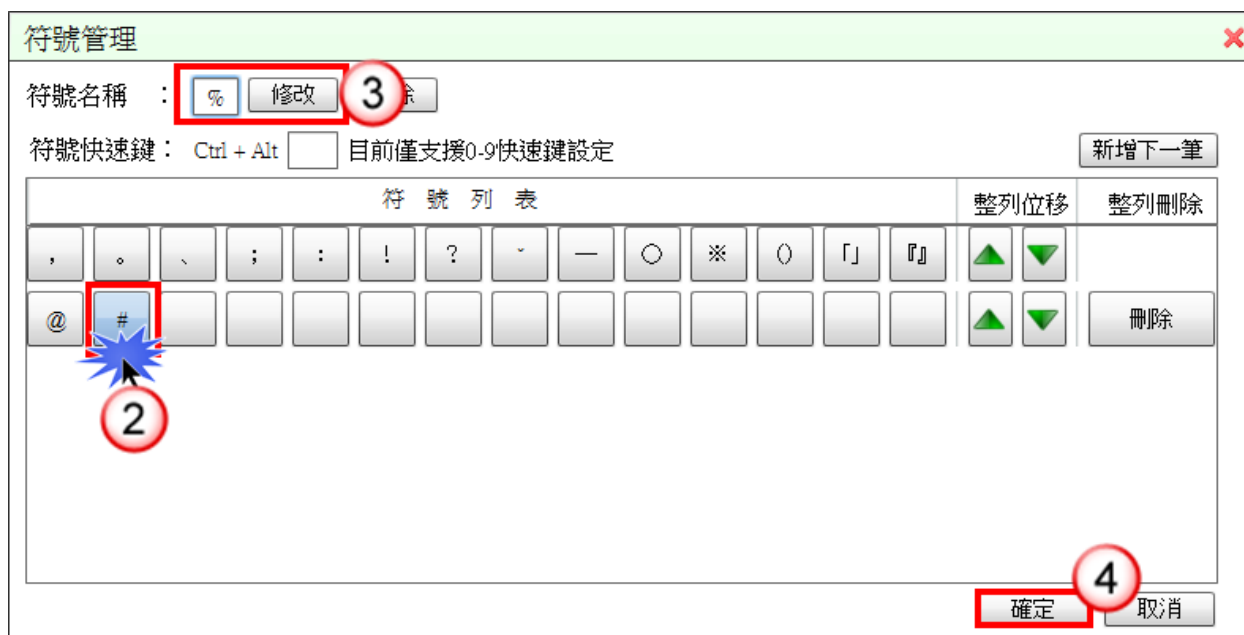 符號管理
符號名稱 : % 修改 3 除
符號快速鍵: Ctrl + Alt 目前僅支援0-9快速鍵設定 新增下一筆
符號列表 整列位移 整列刪除
, 。 、 ; : ! ? ˇ — ○ ※ () 「」 『』
@ # 刪除
2
4
確定 取消